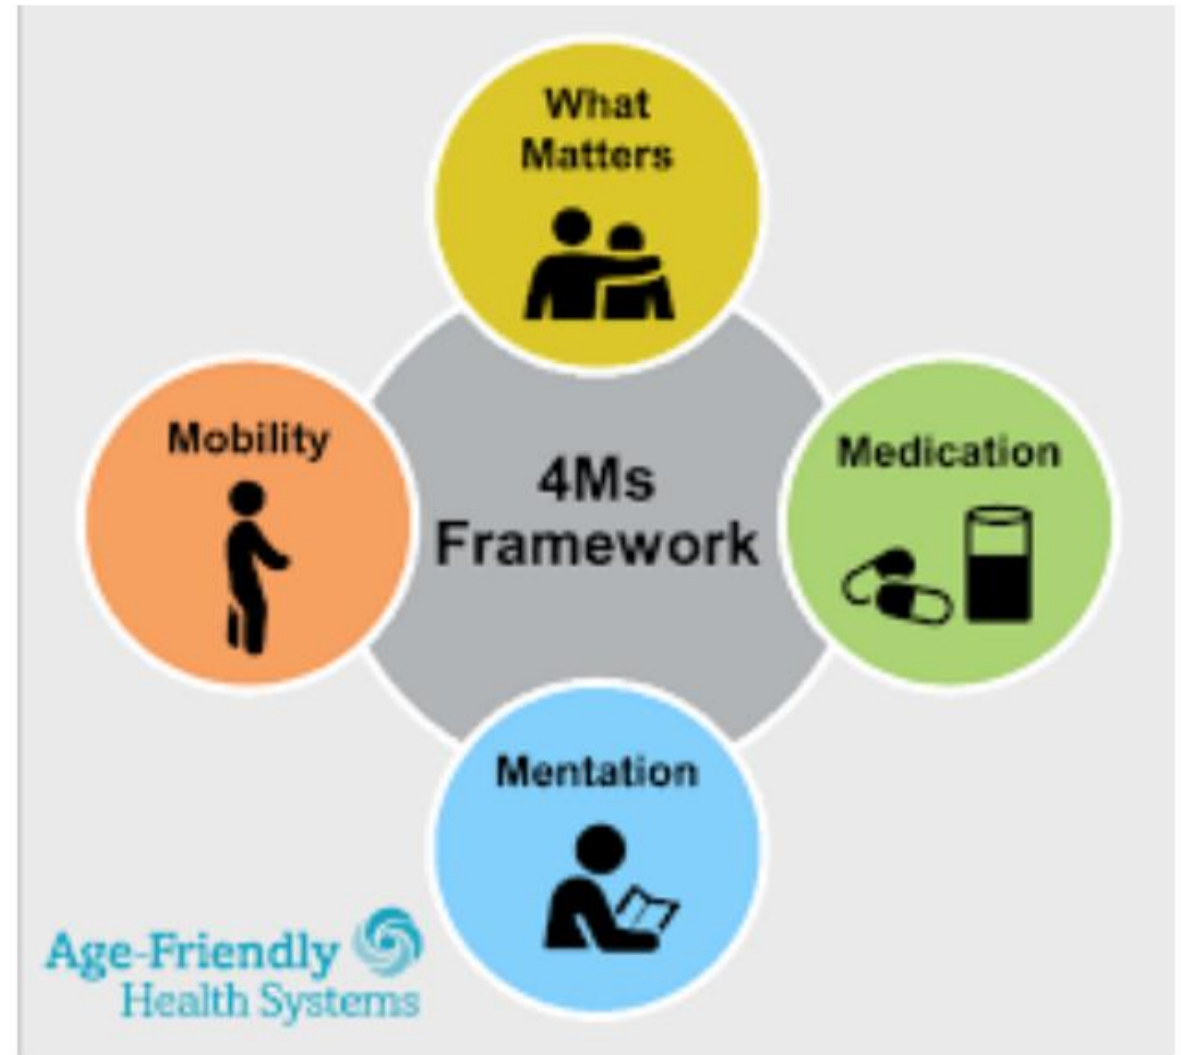 What
Matters
Mobility
4Ms
Framework
Medication
Mentation
Age-Friendly
Health Systems